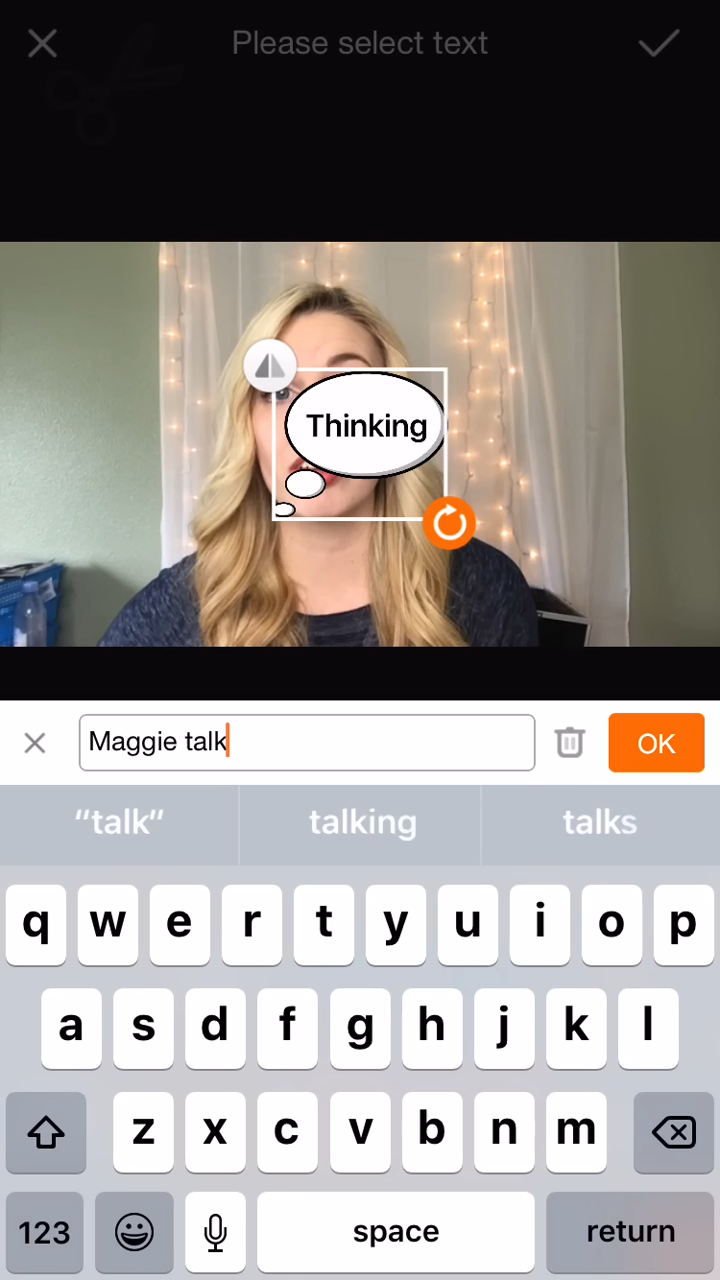 Please select text
Thinking
Maggie talk
OK
“talk” talking talks
q w e r t y u i o p
a s d f g h j k l
z x c v b n m
123 space return